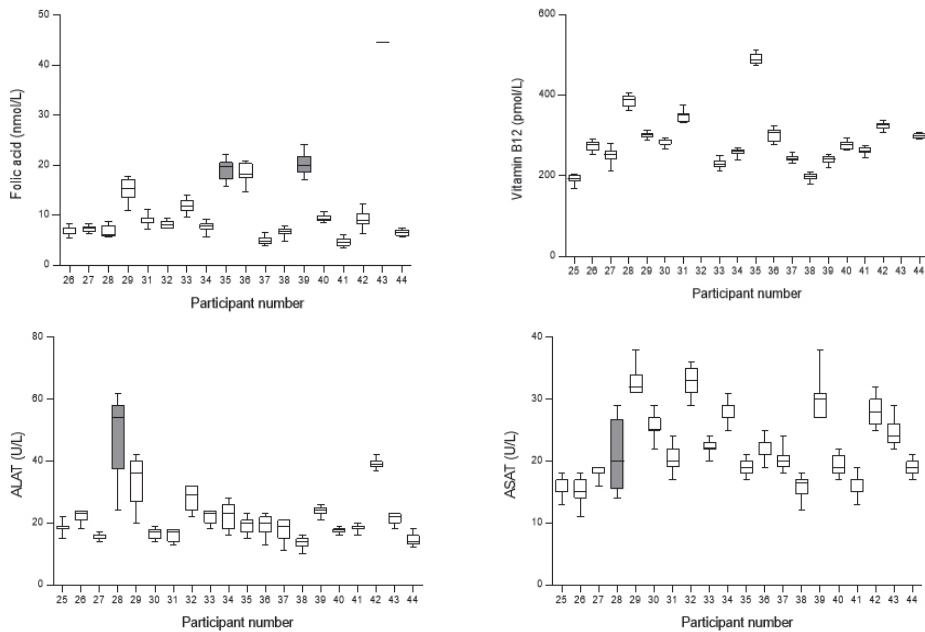 50
40
30
20
10
0
Folic acid (nmol/L)
26 27 28 29 31 32 33 34 35 36 37 38 39 40 41 42 43 44
Participant number
600
400
200
0
Vitamin B12 (pmol/L)
25 26 27 28 29 30 31 32 33 34 35 36 37 38 39 40 41 42 43 44
Participant number
80
60
40
20
0
ALAT (U/L)
25 26 27 28 29 30 31 32 33 34 35 36 37 38 39 40 41 42 43 44
Participant number
40
30
20
10
0
ASAT (U/L)
25 26 27 28 29 30 31 32 33 34 35 36 37 38 39 40 41 42 43 44
Participant number